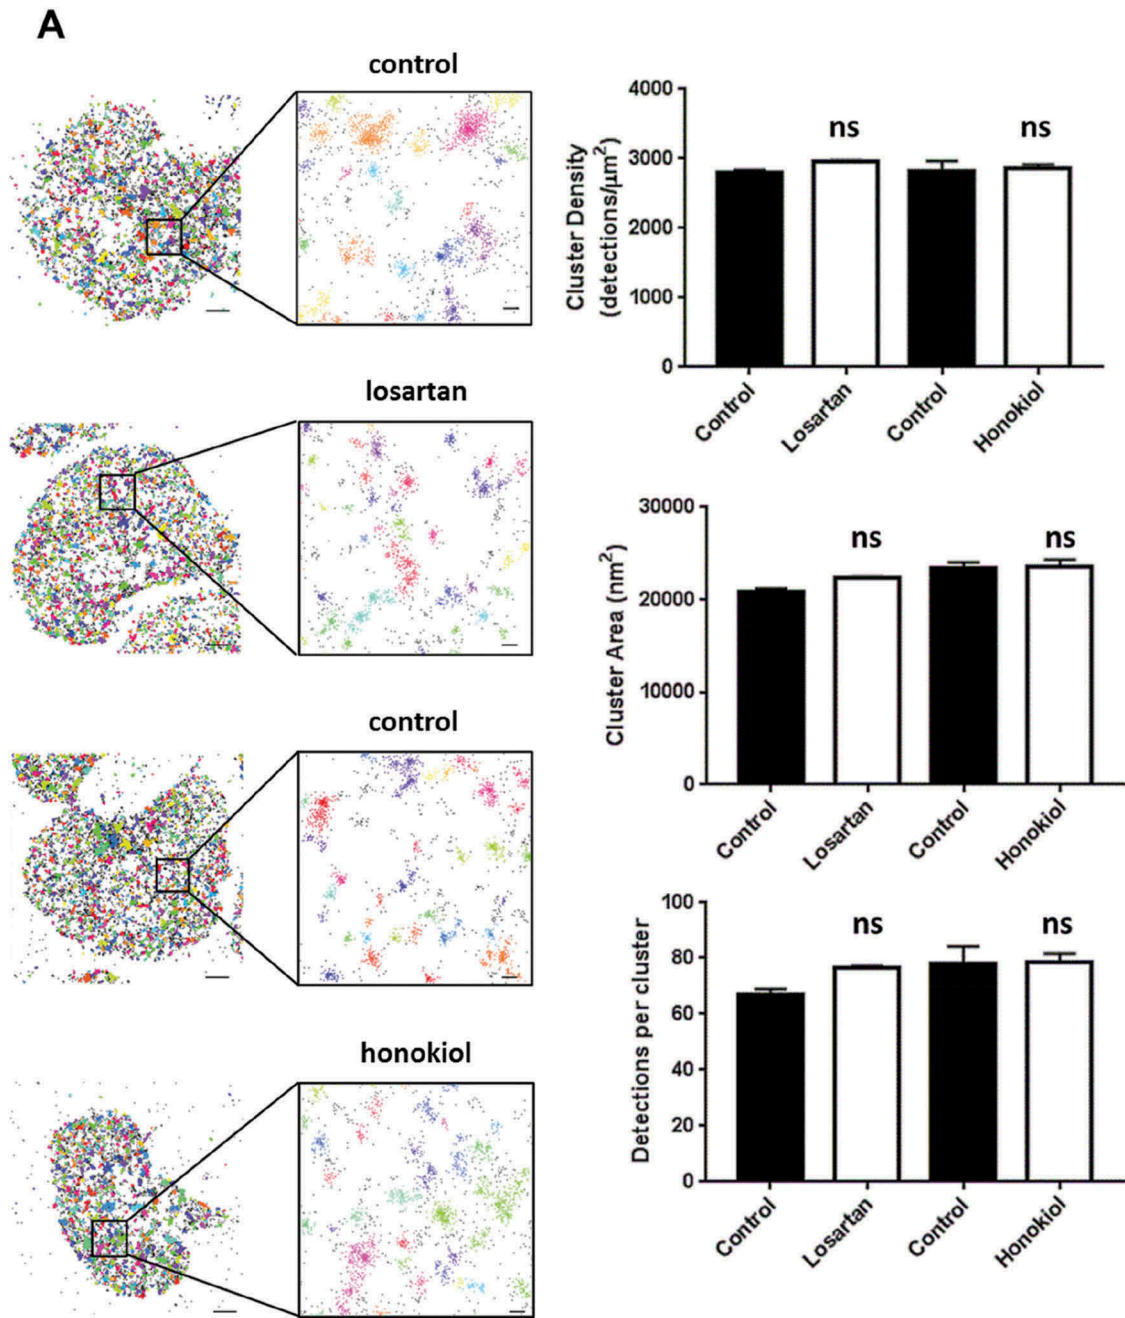 A
control
losartan
control
honokiol
Cluster Density
(detections/μm²)
4000
3000
2000
1000
0
ns
ns
Control
Losartan
Control
Honokiol
Cluster Area (nm²)
30000
20000
10000
0
ns
ns
Control
Losartan
Control
Honokiol
Detections per cluster
100
80
60
40
20
0
ns
ns
Control
Losartan
Control
Honokiol